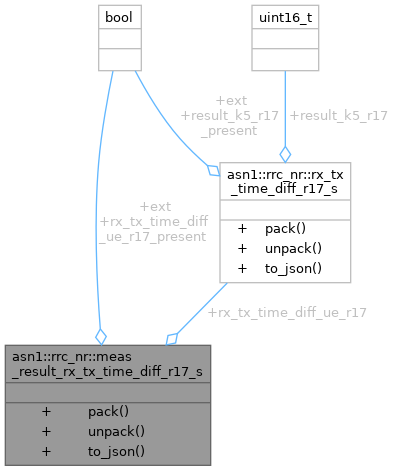 bool
uint16_t
+ext
+result_k5_r17
_present
+result_k5_r17
asn1::rrc_nr::rx_tx
_time_diff_r17_s
+ pack()
+ unpack()
+ to_json()
+ext
+rx_tx_time_diff
_ue_r17_present
+rx_tx_time_diff_ue_r17
asn1::rrc_nr::meas
_result_rx_tx_time_diff_r17_s
+ pack()
+ unpack()
+ to_json()